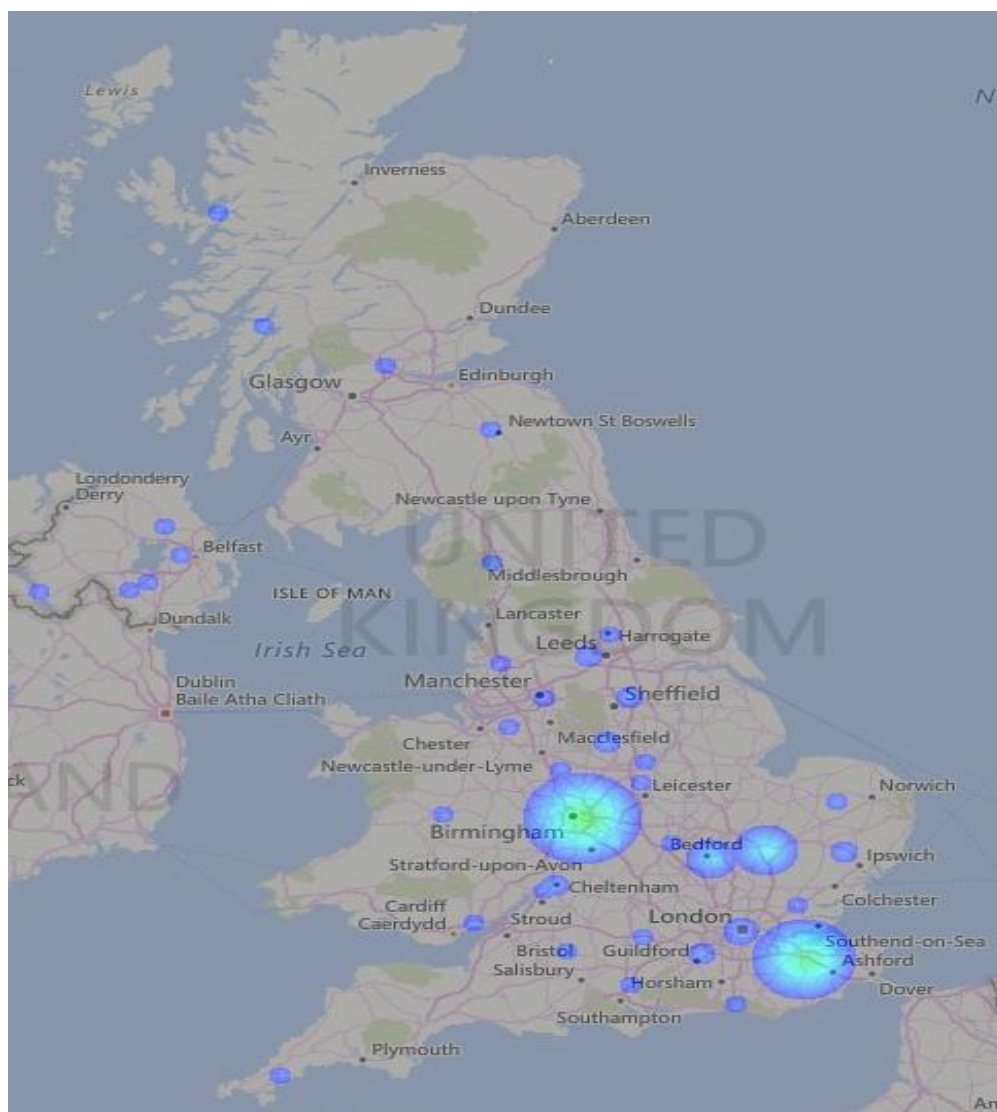 Lewis
N
Inverness
Aberdeen
Dundee
Glasgow
Edinburgh
Newtown St Boswells
Ayr
Londonderry
Derry
Newcastle upon Tyne
UNITED
Belfast
Middlesbrough
ISLE OF MAN
KINGDOM
Lancaster
Dundalk
Harrogate
Leeds
Irish Sea
Manchester
Dublin
Baile Atha Cliath
Sheffield
Chester
Macclesfield
Newcastle-under-Lyme
ck
AND
Leicester
Norwich
Birmingham
Bedford
Stratford-upon-Avon
Ipswich
Cheltenham
Colchester
Cardiff
Caerdydd
Stroud
London
Southend-on-Sea
Bristol
Guildford
Ashford
Salisbury
Horsham
Dover
Southampton
Plymouth
Am